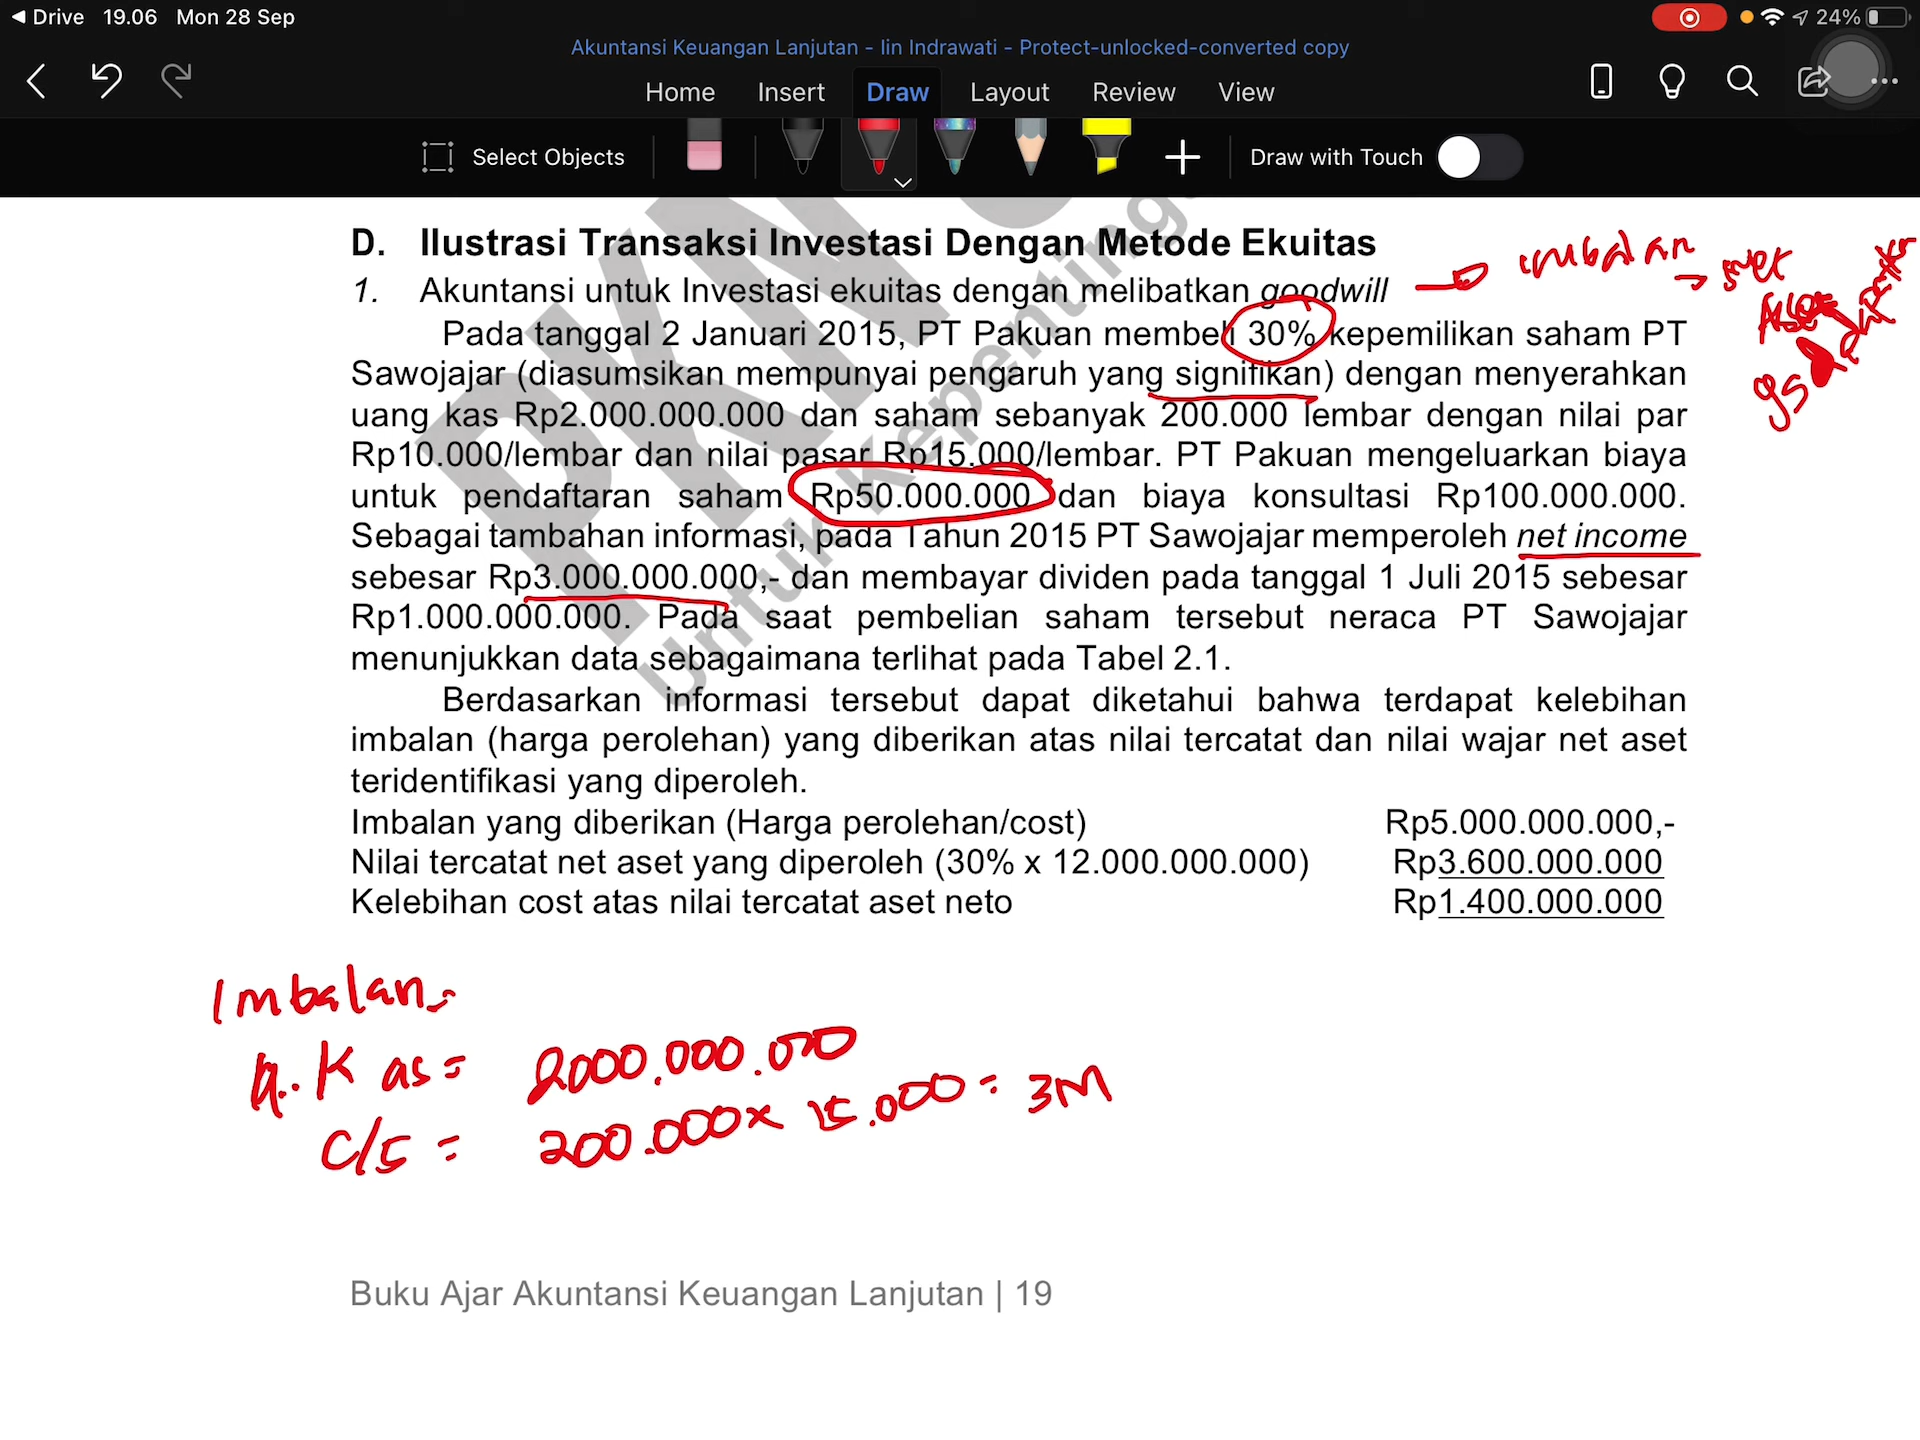 Drive 19.06 Mon 28 Sep
24%
Akuntansi Keuangan Lanjutan - Iin Indrawati - Protect-unlocked-converted copy
Home Insert Draw Layout Review View
Select Objects
Draw with Touch
D. Ilustrasi Transaksi Investasi Dengan Metode Ekuitas
1. Akuntansi untuk Investasi ekuitas dengan melibatkan goodwill
imbalan
Pada tanggal 2 Januari 2015, PT Pakuan membeli 30% kepemilikan saham PT
Sawojajar (diasumsikan mempunyai pengaruh yang signifikan) dengan menyerahkan
uang kas Rp2.000.000.000 dan saham sebanyak 200.000 lembar dengan nilai par
Rp10.000/lembar dan nilai pasar Rp15.000/lembar. PT Pakuan mengeluarkan biaya
untuk pendaftaran saham Rp50.000.000 dan biaya konsultasi Rp100.000.000.
Sebagai tambahan informasi, pada Tahun 2015 PT Sawojajar memperoleh net income
sebesar Rp3.000.000.000,- dan membayar dividen pada tanggal 1 Juli 2015 sebesar
Rp1.000.000.000. Pada saat pembelian saham tersebut neraca PT Sawojajar
menunjukkan data sebagaimana terlihat pada Tabel 2.1.
Berdasarkan informasi tersebut dapat diketahui bahwa terdapat kelebihan
imbalan (harga perolehan) yang diberikan atas nilai tercatat dan nilai wajar net aset
teridentifikasi yang diperoleh.
Imbalan yang diberikan (Harga perolehan/cost) Rp5.000.000.000,-
Nilai tercatat net aset yang diperoleh (30% x 12.000.000.000) Rp3.600.000.000
Kelebihan cost atas nilai tercatat aset neto Rp1.400.000.000
Imbalan =
Kas = 2000.000.000
C/S = 200.000 x 15.000 = 3M
Buku Ajar Akuntansi Keuangan Lanjutan | 19